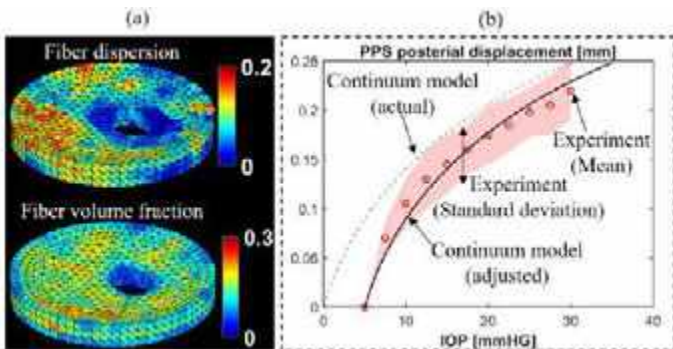 (a)
Fiber dispersion
0.2
0
Fiber volume fraction
0.3
0
(b)
PPS posterial displacement [mm]
0.2
0.15
0.1
0.05
0
Continuum model
(actual)
Experiment
(Mean)
Experiment
(Standard deviation)
Continuum model
(adjusted)
0
10
20
30
40
IOP [mmHG]